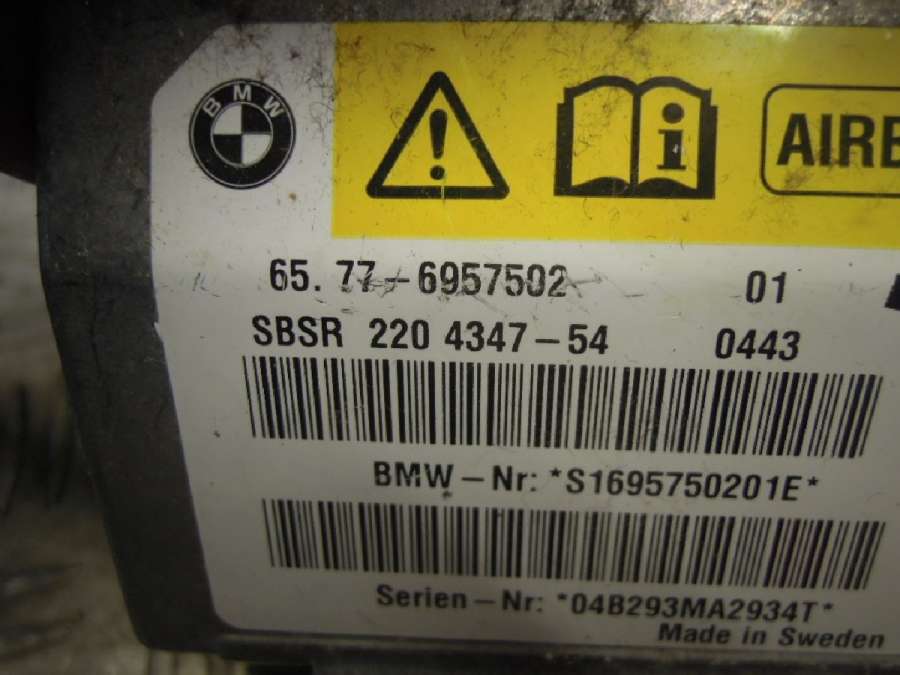 BMW
i
AIRB
65. 77-6957502 01
SBSR 220 4347-54 0443
BMW-Nr: *S1695750201E*
Serien-Nr: *04B293MA2934T*
Made in Sweden